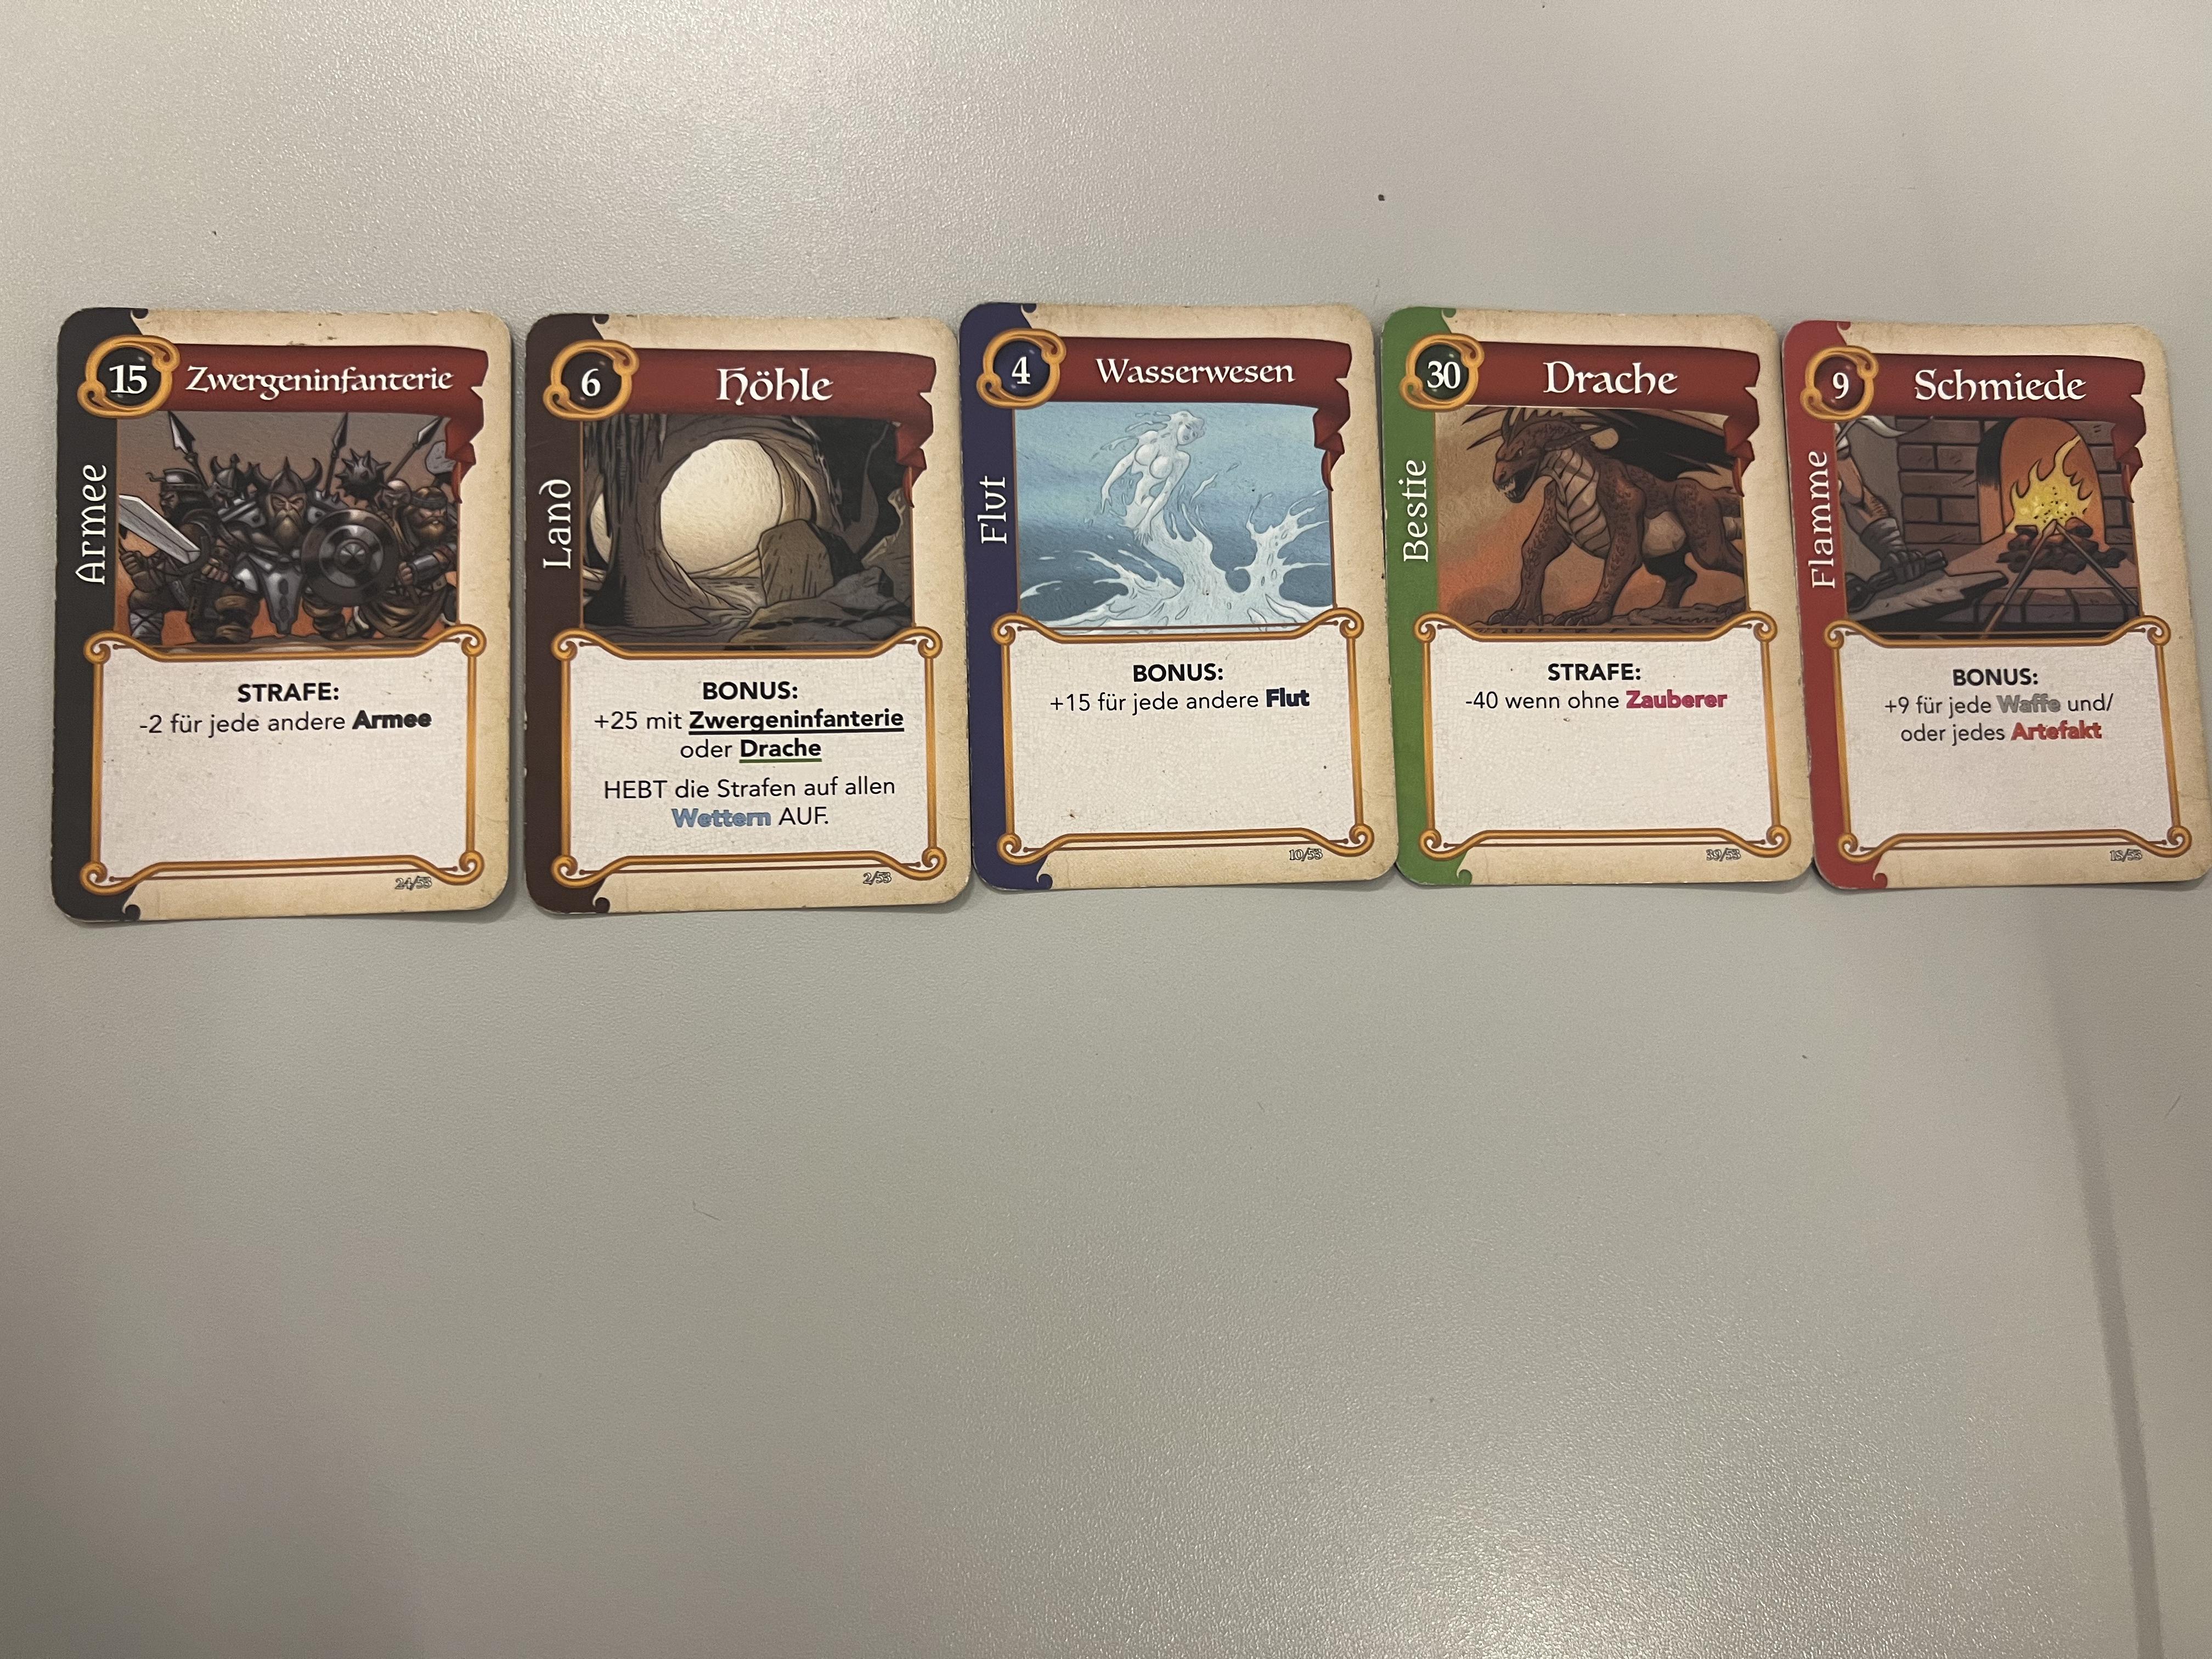 15 Zwergeninfanterie
Armee
STRAFE:
-2 für jede andere Armee
24/53
6 Höhle
Land
BONUS:
+25 mit Zwergeninfanterie
oder Drache
HEBT die Strafen auf allen
Wettern AUF.
2/53
4 Wasserwesen
Flut
BONUS:
+15 für jede andere Flut
10/53
30 Drache
Bestie
STRAFE:
-40 wenn ohne Zauberer
39/53
9 Schmiede
Flamme
BONUS:
+9 für jede Waffe und/
oder jedes Artefakt
18/53